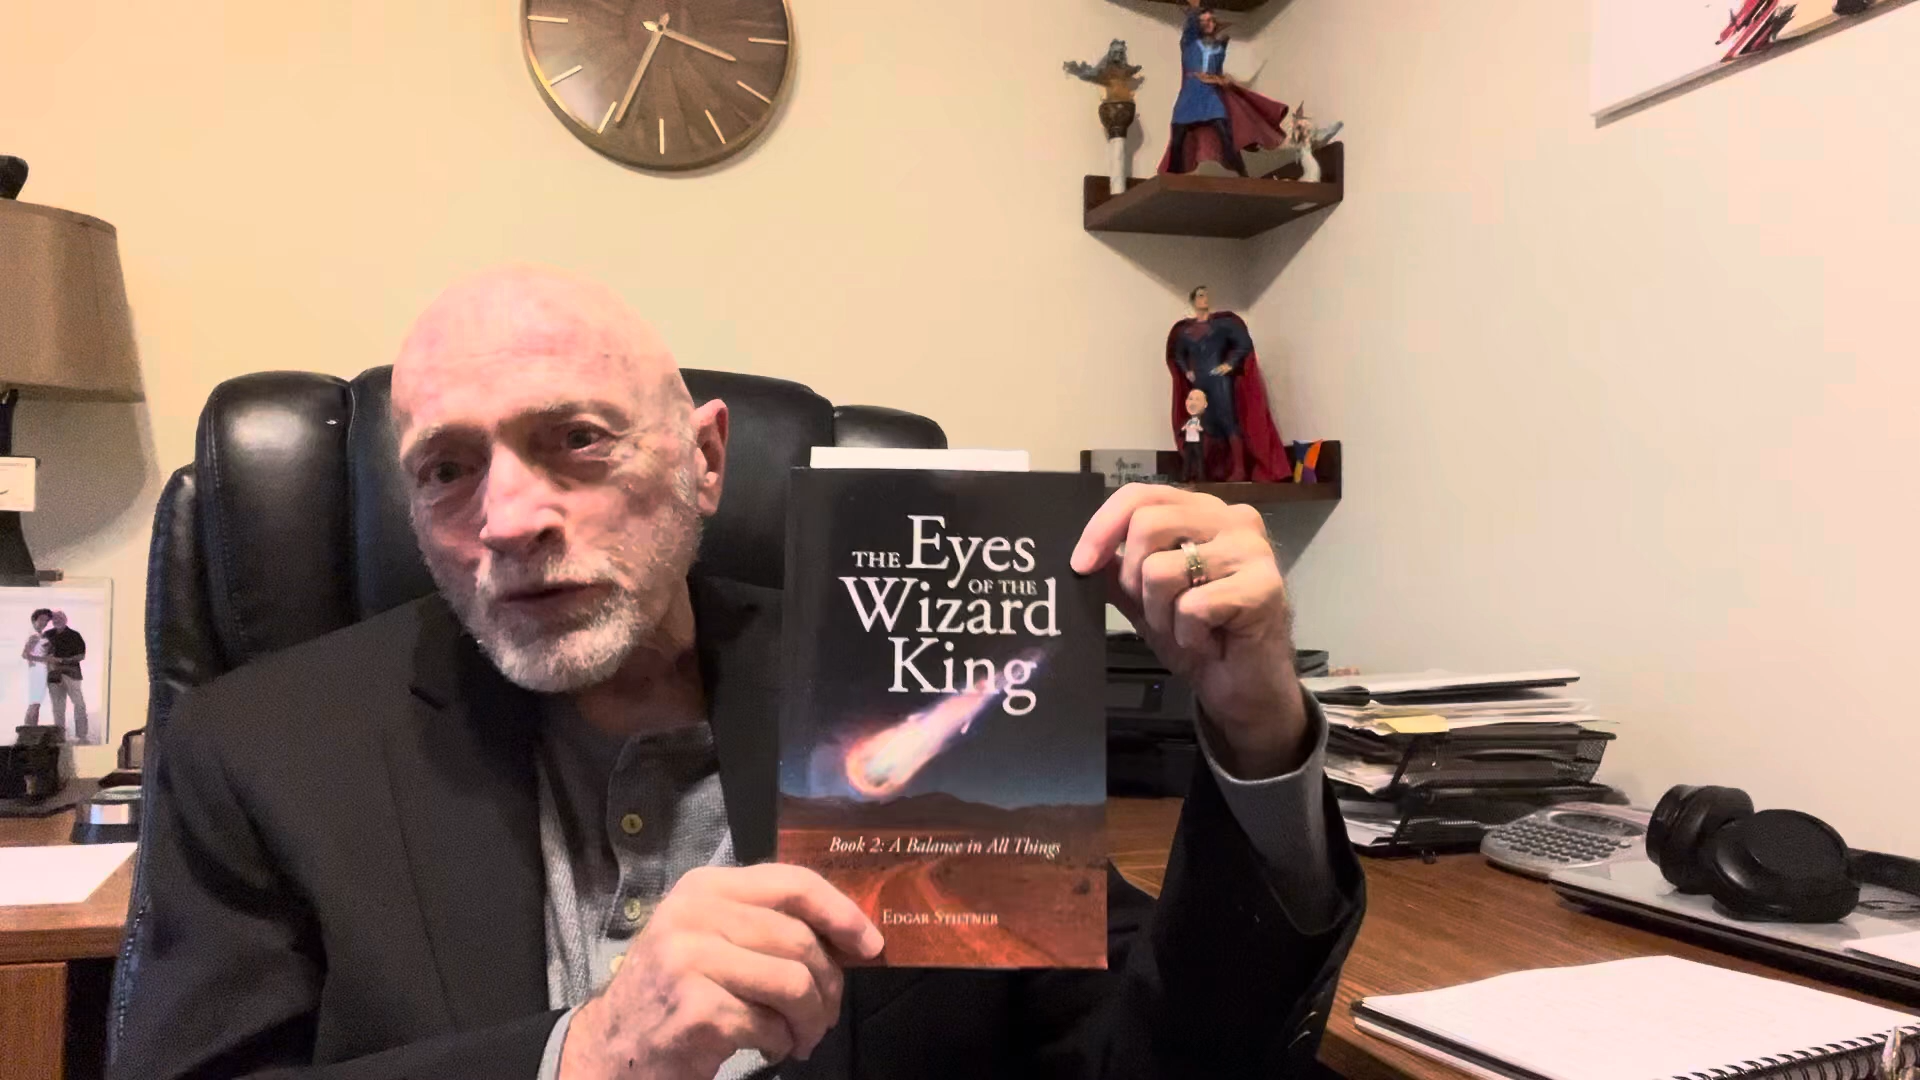 THE Eyes
OF THE
Wizard
King
Book 2: A Balance in All Things
EDGAR STILTNER